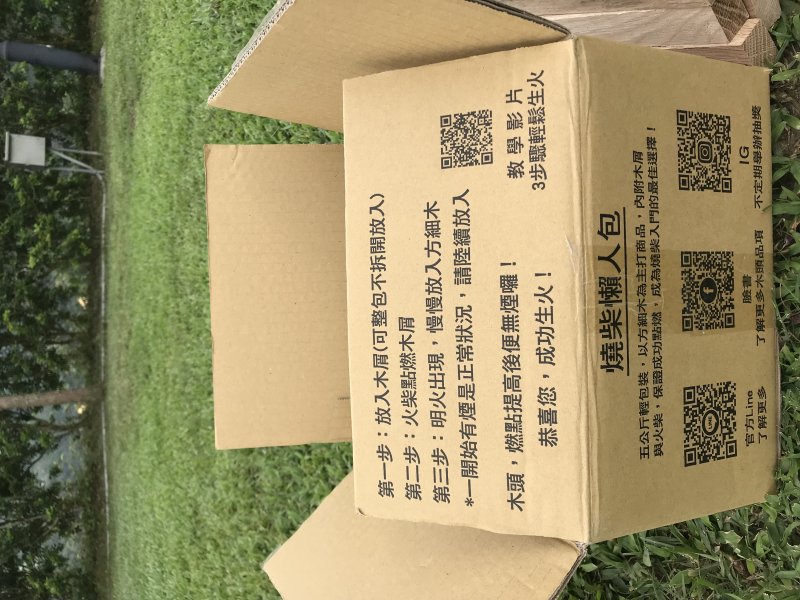 第一步：放入木屑(可整包不拆開放入)
第二步：火柴點燃木屑
第三步：明火出現，慢慢放入方細木
*一開始有煙是正常狀況，請陸續放入
木頭，燃點提高後便無煙囉！
恭喜您，成功生火！
教學影片
3步驟輕鬆生火
燒柴懶人包
五公斤輕包裝，以方細木為主打商品，內附木屑
與火柴，保證成功點燃，成為燒柴入門的最佳選擇！
官方Line
了解更多
臉書
了解更多木頭品項
IG
不定期舉辦抽獎